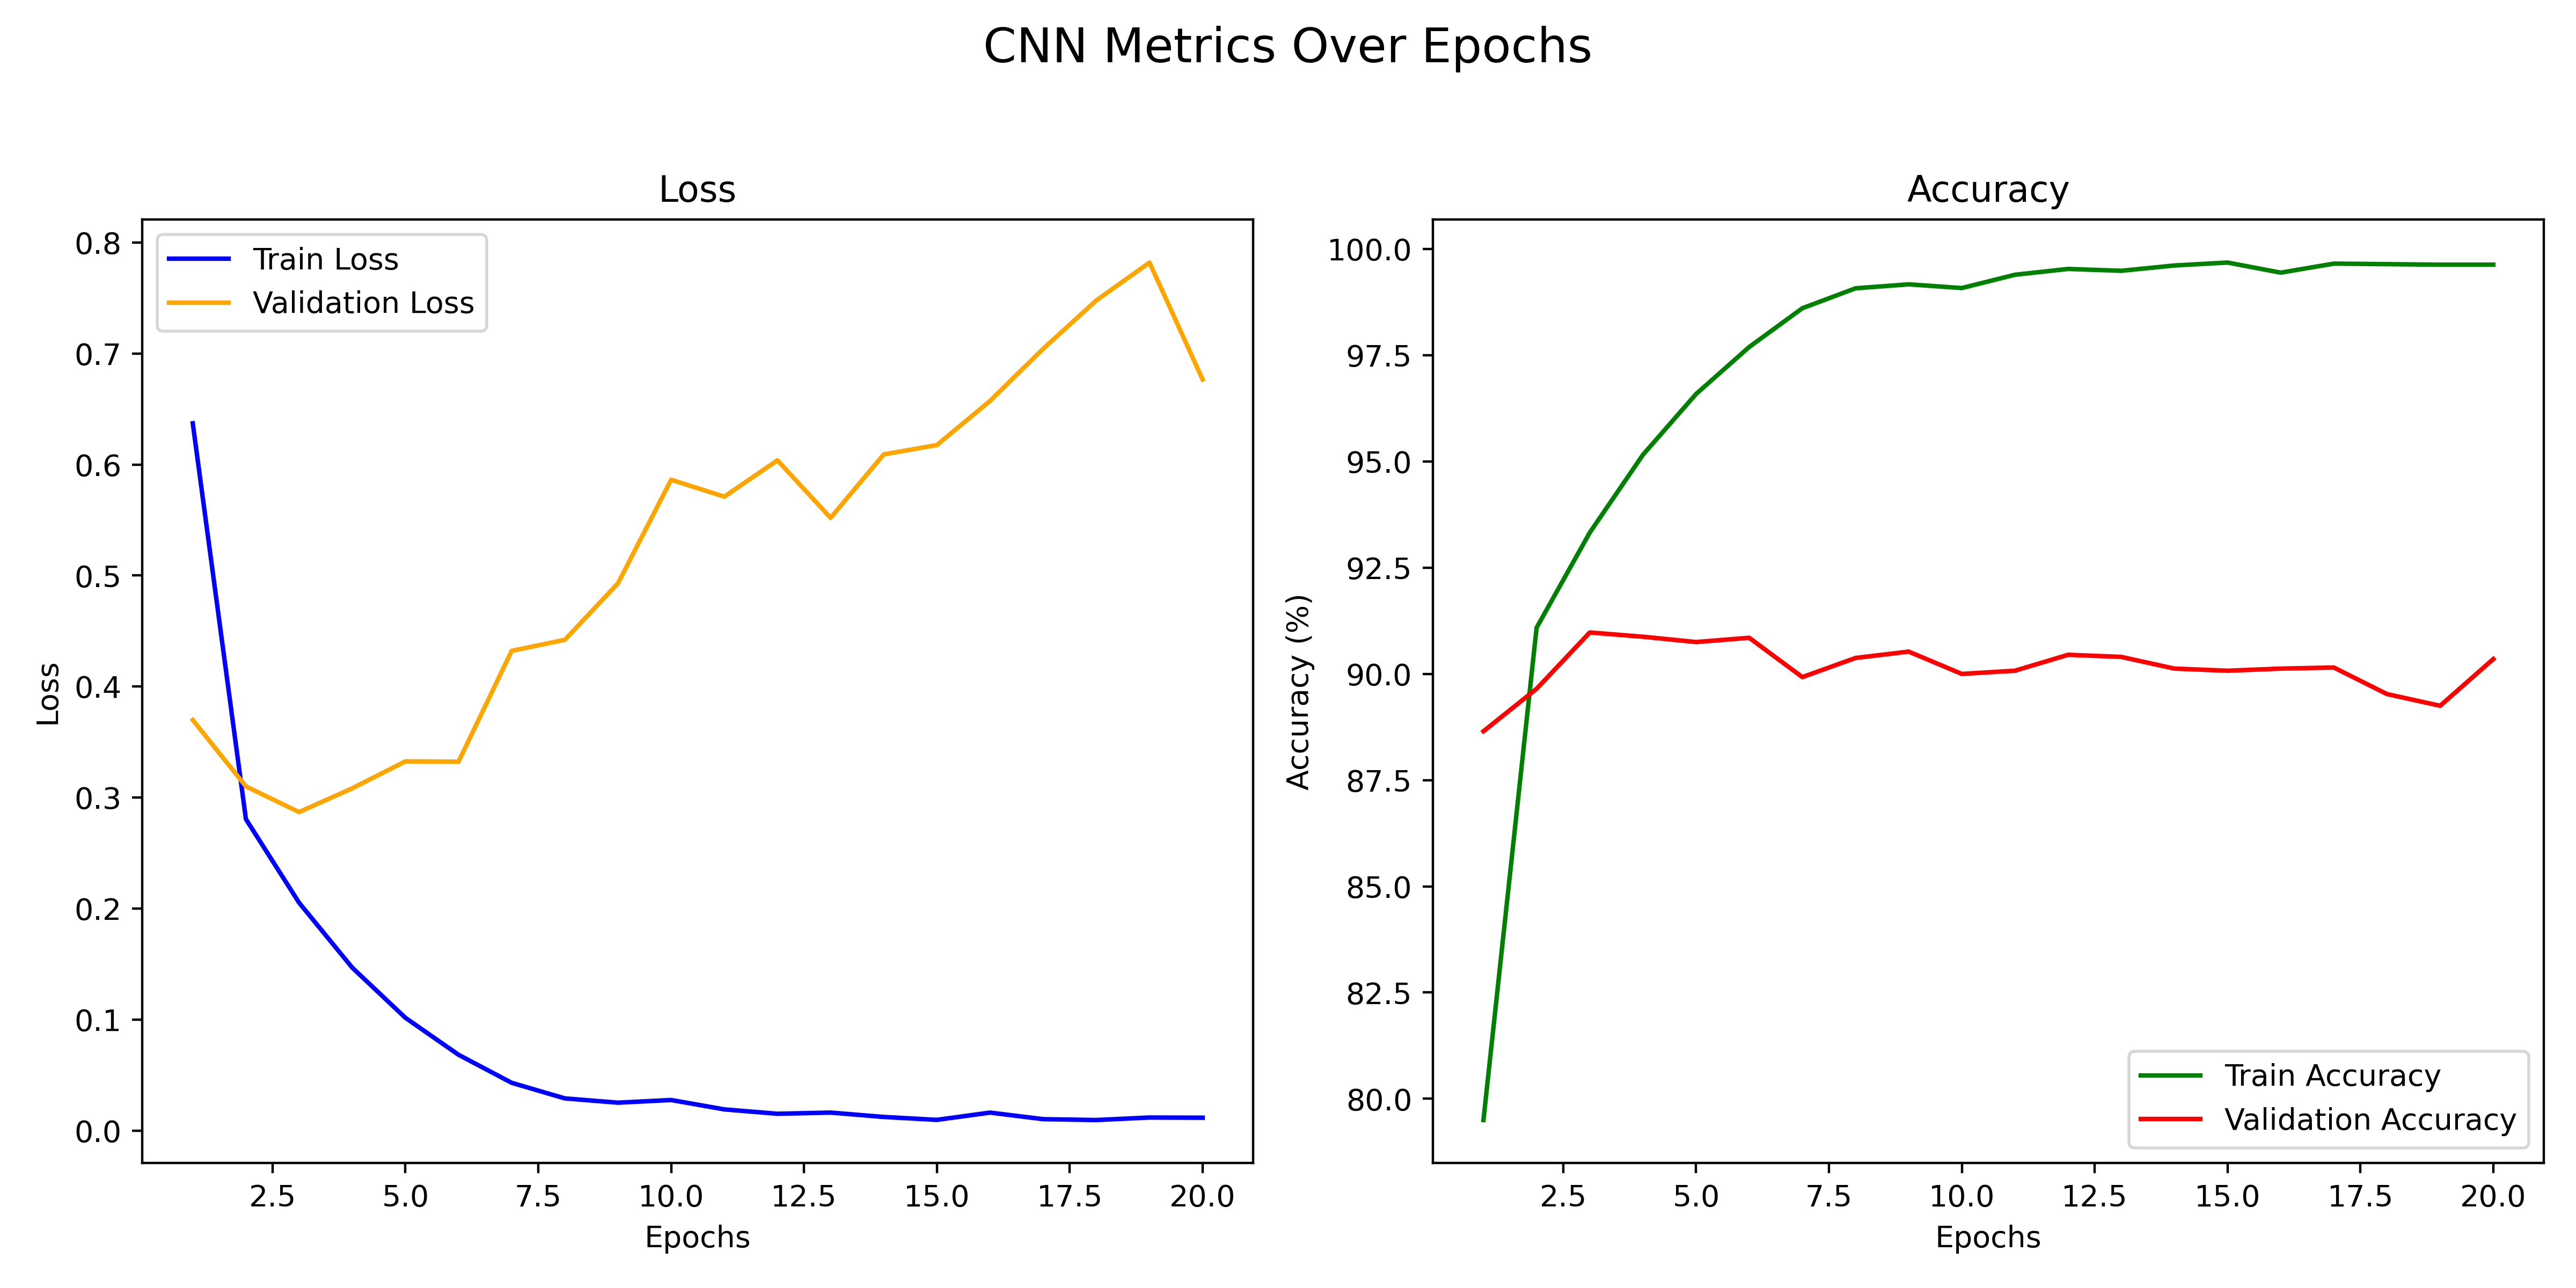 CNN Metrics Over Epochs
Loss
0.8
0.7
0.6
0.5
0.4
0.3
0.2
0.1
0.0
Loss
Train Loss
Validation Loss
2.5 5.0 7.5 10.0 12.5 15.0 17.5 20.0
Epochs
Accuracy
100.0
97.5
95.0
92.5
90.0
87.5
85.0
82.5
80.0
Accuracy (%)
Train Accuracy
Validation Accuracy
2.5 5.0 7.5 10.0 12.5 15.0 17.5 20.0
Epochs